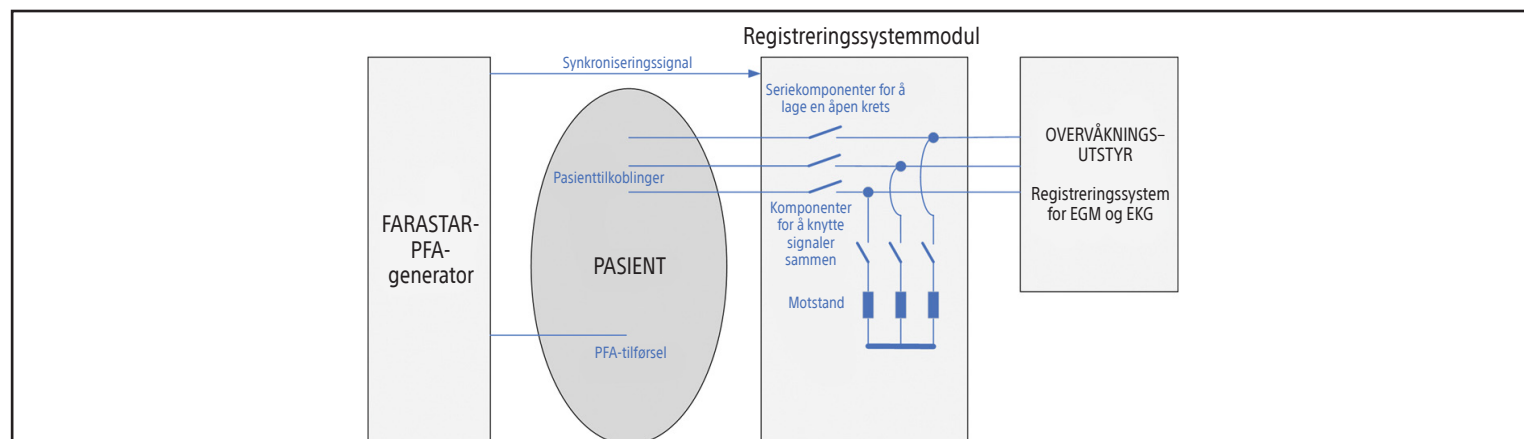 Registreringssystemmodul
Synkroniseringssignal
Seriekomponenter for å
lage en åpen krets
Pasienttilkoblinger
Komponenter
for å knytte
signaler
sammen
Motstand
FARASTAR-
PFA-
generator
PASIENT
PFA-tilførsel
OVERVÅKNINGS–
UTSTYR
Registreringssystem
for EGM og EKG